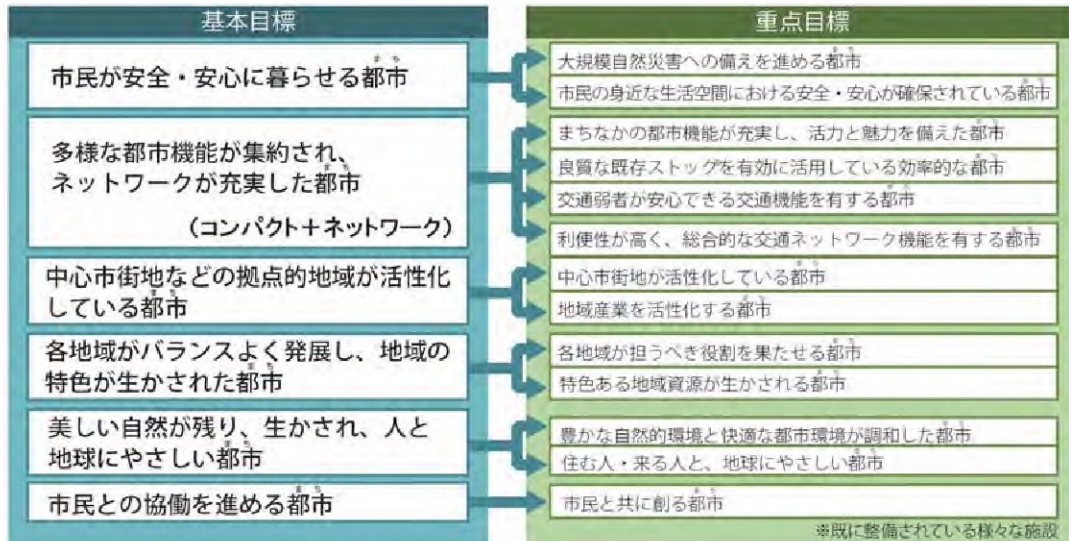 基本目標
市民が安全・安心に暮らせる都市
多様な都市機能が集約され、
ネットワークが充実した都市
（コンパクト＋ネットワーク）
中心市街地などの拠点的地域が活性化
している都市
各地域がバランスよく発展し、地域の
特色が生かされた都市
美しい自然が残り、生かされ、人と
地球にやさしい都市
市民との協働を進める都市
重点目標
大規模自然災害への備えを進める都市
市民の身近な生活空間における安全・安心が確保されている都市
まちなかの都市機能が充実し、活力と魅力を備えた都市
良質な既存ストックを有効に活用している効率的な都市
交通弱者が安心できる交通機能を有する都市
利便性が高く、総合的な交通ネットワーク機能を有する都市
中心市街地が活性化している都市
地域産業を活性化する都市
各地域が担うべき役割を果たせる都市
特色ある地域資源が生かされる都市
豊かな自然的環境と快適な都市環境が調和した都市
住む人・来る人と、地球にやさしい都市
市民と共に創る都市
※既に整備されている様々な施設